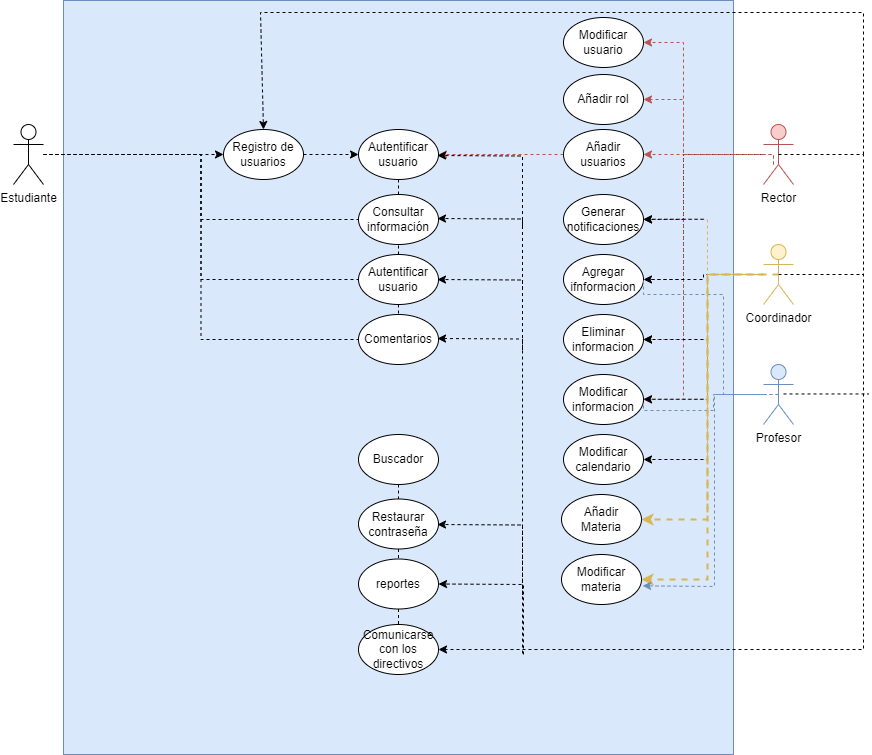 Modificar
usuario
Añadir rol
Estudiante
Registro de
usuarios
Autentificar
usuario
Añadir
usuarios
Rector
Consultar
información
Generar
notificaciones
Autentificar
usuario
Agregar
ifnformacion
Coordinador
Comentarios
Eliminar
informacion
Modificar
informacion
Profesor
Buscador
Modificar
calendario
Restaurar
contraseña
Añadir
Materia
reportes
Modificar
materia
Comunicarse
con los
directivos